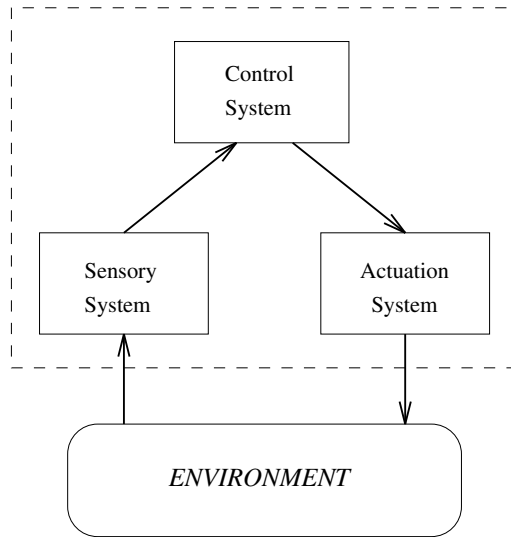 Control
System
Sensory
System
Actuation
System
ENVIRONMENT